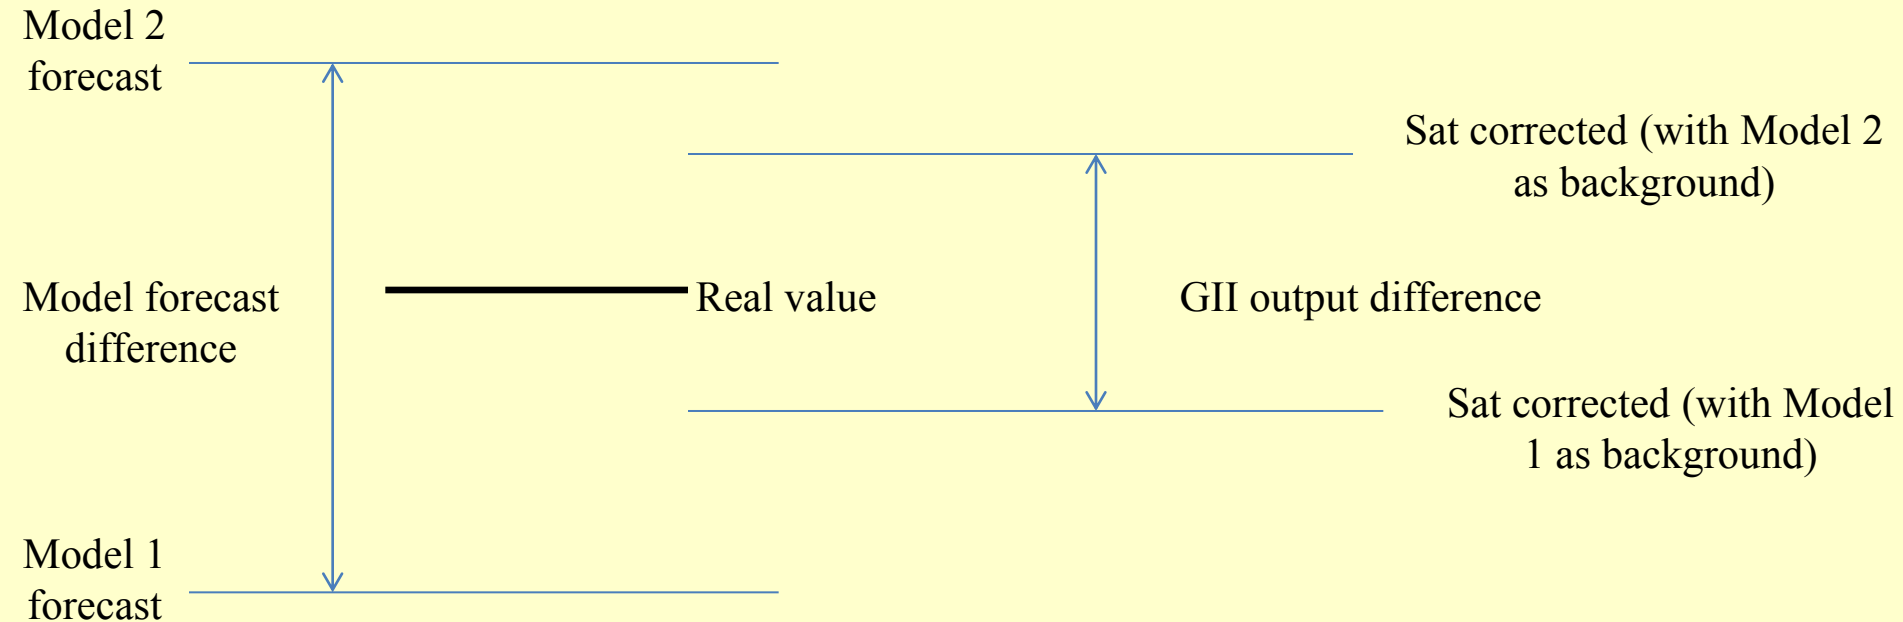 Model 2
forecast
Sat corrected (with Model 2
as background)
Model forecast
difference
Real value
GII output difference
Sat corrected (with Model
1 as background)
Model 1
forecast